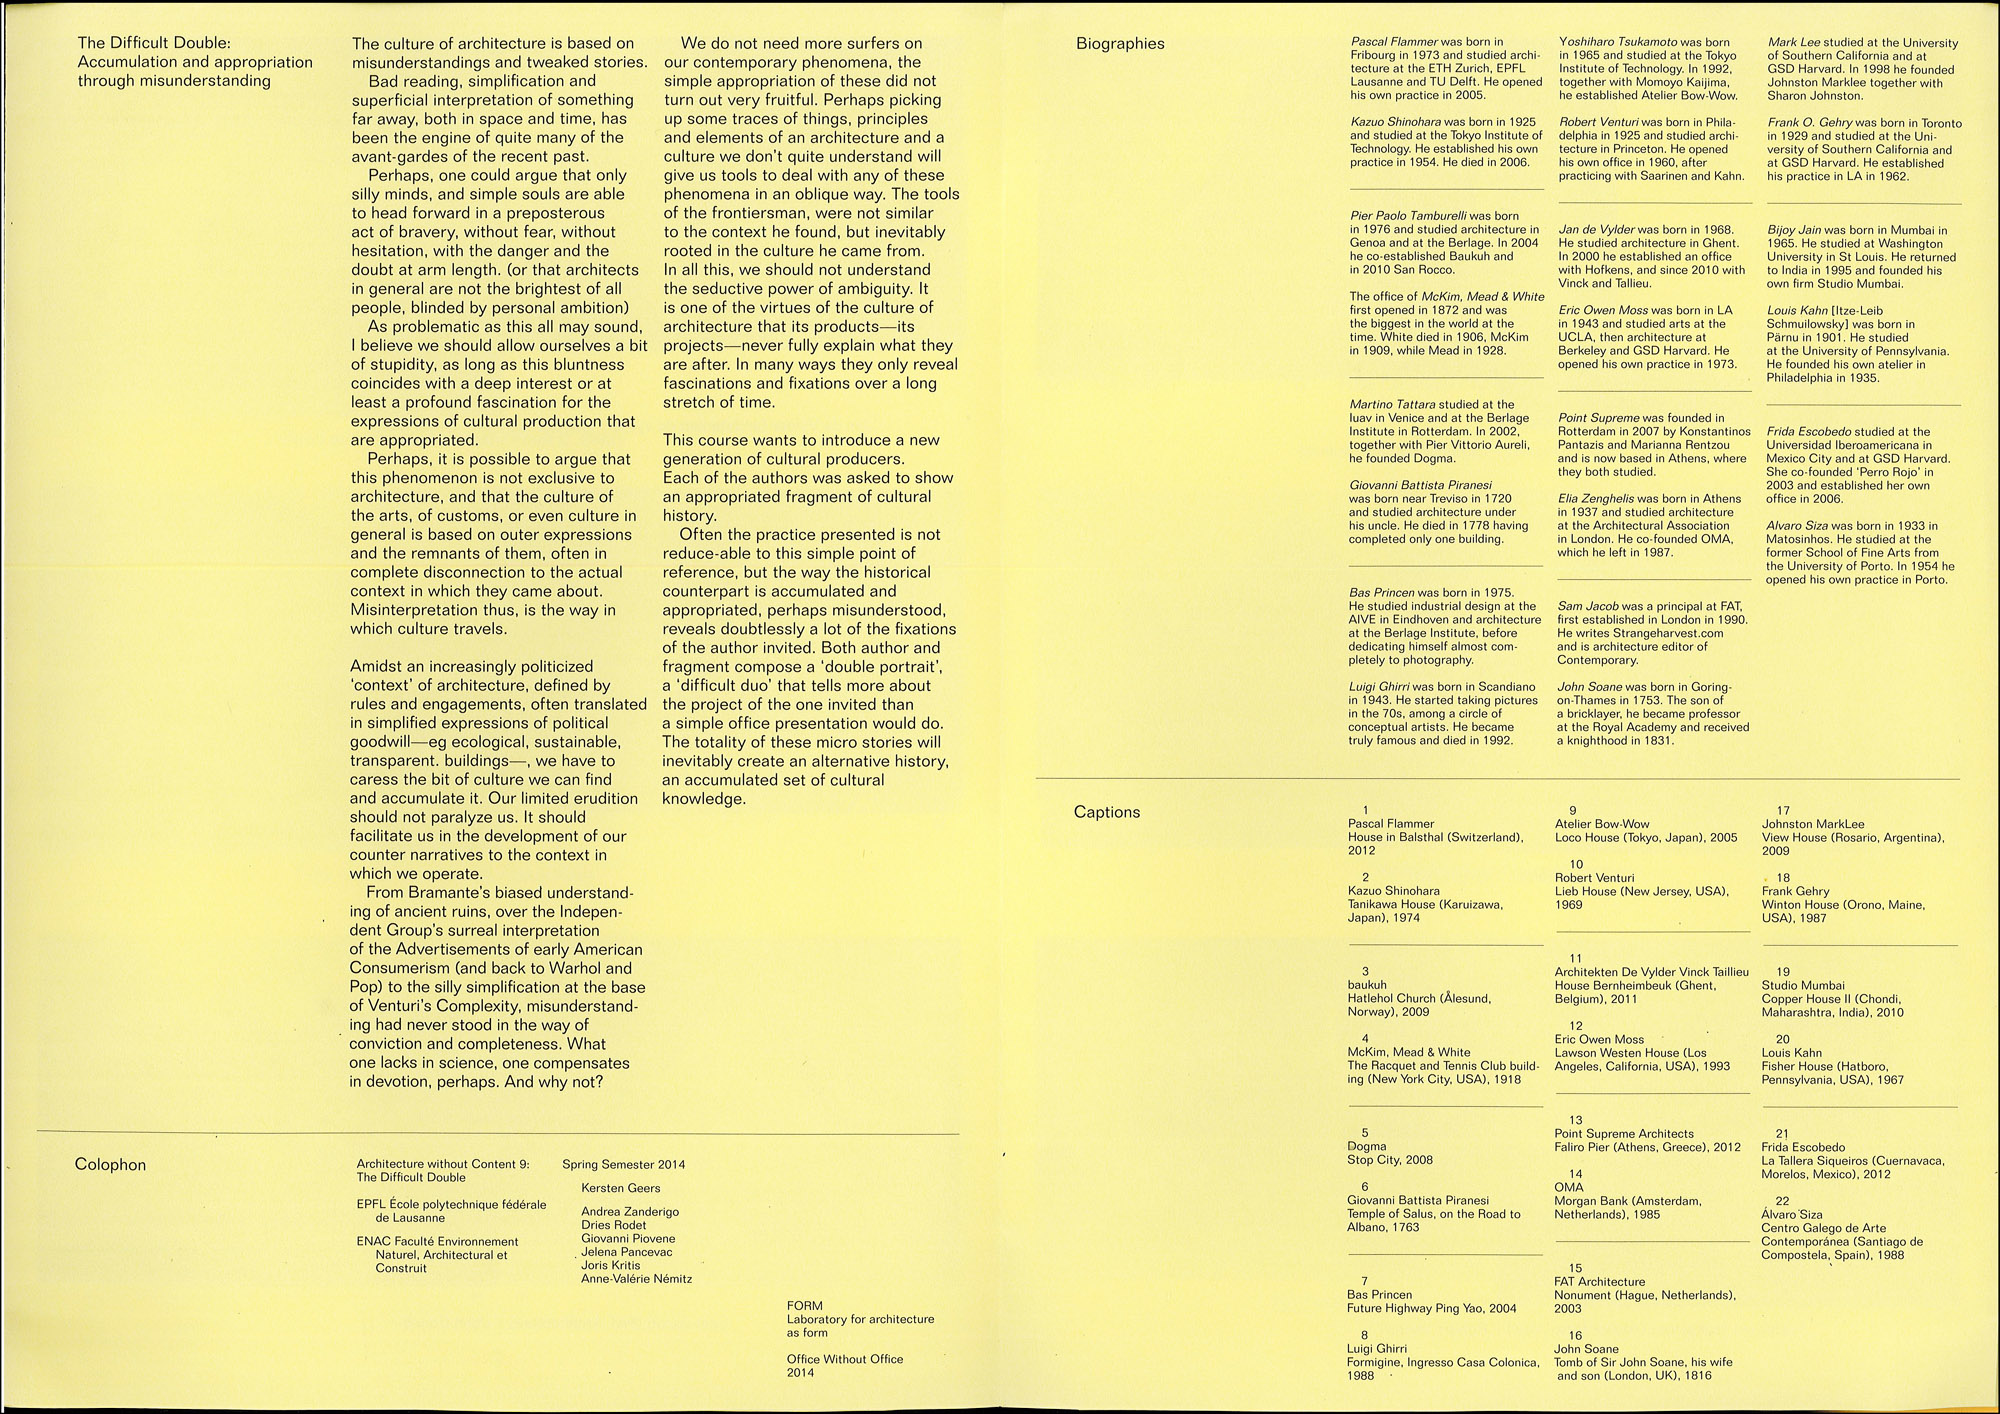 The Difficult Double:
Accumulation and appropriation
through misunderstanding
The culture of architecture is based on
misunderstandings and tweaked stories.
Bad reading, simplification and
superficial interpretation of something
far away, both in space and time, has
been the engine of quite many of the
avant-gardes of the recent past.
Perhaps, one could argue that only
silly minds, and simple souls are able
to head forward in a preposterous
act of bravery, without fear, without
hesitation, with the danger and the
doubt at arm length. (or that architects
in general are not the brightest of all
people, blinded by personal ambition)
As problematic as this all may sound,
I believe we should allow ourselves a bit
of stupidity, as long as this bluntness
coincides with a deep interest or at
least a profound fascination for the
expressions of cultural production that
are appropriated.
Perhaps, it is possible to argue that
this phenomenon is not exclusive to
architecture, and that the culture of
the arts, of customs, or even culture in
general is based on outer expressions
and the remnants of them, often in
complete disconnection to the actual
context in which they came about.
Misinterpretation thus, is the way in
which culture travels.
Amidst an increasingly politicized
‘context’ of architecture, defined by
rules and engagements, often translated
in simplified expressions of political
goodwill—eg ecological, sustainable,
transparent. buildings—, we have to
caress the bit of culture we can find
and accumulate it. Our limited erudition
should not paralyze us. It should
facilitate us in the development of our
counter narratives to the context in
which we operate.
From Bramante's biased understand-
ing of ancient ruins, over the Indepen-
dent Group's surreal interpretation
of the Advertisements of early American
Consumerism (and back to Warhol and
Pop) to the silly simplification at the base
of Venturi's Complexity, misunderstand-
ing had never stood in the way of
conviction and completeness. What
one lacks in science, one compensates
in devotion, perhaps. And why not?
We do not need more surfers on
our contemporary phenomena, the
simple appropriation of these did not
turn out very fruitful. Perhaps picking
up some traces of things, principles
and elements of an architecture and a
culture we don't quite understand will
give us tools to deal with any of these
phenomena in an oblique way. The tools
of the frontiersman, were not similar
to the context he found, but inevitably
rooted in the culture he came from.
In all this, we should not understand
the seductive power of ambiguity. It
is one of the virtues of the culture of
architecture that its products—its
projects—never fully explain what they
are after. In many ways they only reveal
fascinations and fixations over a long
stretch of time.
This course wants to introduce a new
generation of cultural producers.
Each of the authors was asked to show
an appropriated fragment of cultural
history.
Often the practice presented is not
reduce-able to this simple point of
reference, but the way the historical
counterpart is accumulated and
appropriated, perhaps misunderstood,
reveals doubtlessly a lot of the fixations
of the author invited. Both author and
fragment compose a ‘double portrait’,
a ‘difficult duo’ that tells more about
the project of the one invited than
a simple office presentation would do.
The totality of these micro stories will
inevitably create an alternative history,
an accumulated set of cultural
knowledge.
Colophon
Architecture without Content 9:
The Difficult Double
EPFL École polytechnique fédérale
de Lausanne
ENAC Faculté Environnement
Naturel, Architectural et
Construit
Spring Semester 2014
Kersten Geers
Andrea Zanderigo
Dries Rodet
Giovanni Piovene
Jelena Pancevac
Joris Kritis
Anne-Valérie Némitz
FORM
Laboratory for architecture
as form
Office Without Office
2014
Biographies
Pascal Flammer was born in
Fribourg in 1973 and studied archi-
tecture at the ETH Zurich, EPFL
Lausanne and TU Delft. He opened
his own practice in 2005.
Kazuo Shinohara was born in 1925
and studied at the Tokyo Institute of
Technology. He established his own
practice in 1954. He died in 2006.
Pier Paolo Tamburelli was born
in 1976 and studied architecture in
Genoa and at the Berlage. In 2004
he co-established Baukuh and
in 2010 San Rocco.
The office of McKim, Mead & White
first opened in 1872 and was
the biggest in the world at the
time. White died in 1906, McKim
in 1909, while Mead in 1928.
Martino Tattara studied at the
Iuav in Venice and at the Berlage
Institute in Rotterdam. In 2002,
together with Pier Vittorio Aureli,
he founded Dogma.
Giovanni Battista Piranesi
was born near Treviso in 1720
and studied architecture under
his uncle. He died in 1778 having
completed only one building.
Bas Princen was born in 1975.
He studied industrial design at the
AIVE in Eindhoven and architecture
at the Berlage Institute, before
dedicating himself almost com-
pletely to photography.
Luigi Ghirri was born in Scandiano
in 1943. He started taking pictures
in the 70s, among a circle of
conceptual artists. He became
truly famous and died in 1992.
Yoshiharo Tsukamoto was born
in 1965 and studied at the Tokyo
Institute of Technology. In 1992,
together with Momoyo Kaijima,
he established Atelier Bow-Wow.
Robert Venturi was born in Phila-
delphia in 1925 and studied archi-
tecture in Princeton. He opened
his own office in 1960, after
practicing with Saarinen and Kahn.
Jan de Vylder was born in 1968.
He studied architecture in Ghent.
In 2000 he established an office
with Hofkens, and since 2010 with
Vinck and Tallieu.
Eric Owen Moss was born in LA
in 1943 and studied arts at the
UCLA, then architecture at
Berkeley and GSD Harvard. He
opened his own practice in 1973.
Point Supreme was founded in
Rotterdam in 2007 by Konstantinos
Pantazis and Marianna Rentzou
and is now based in Athens, where
they both studied.
Elia Zenghelis was born in Athens
in 1937 and studied architecture
at the Architectural Association
in London. He co-founded OMA,
which he left in 1987.
Sam Jacob was a principal at FAT,
first established in London in 1990.
He writes Strangeharvest.com
and is architecture editor of
Contemporary.
John Soane was born in Goring-
on-Thames in 1753. The son of
a bricklayer, he became professor
at the Royal Academy and received
a knighthood in 1831.
Mark Lee studied at the University
of Southern California and at
GSD Harvard. In 1998 he founded
Johnston Marklee together with
Sharon Johnston.
Frank O. Gehry was born in Toronto
in 1929 and studied at the Uni-
versity of Southern California and
at GSD Harvard. He established
his practice in LA in 1962.
Bijoy Jain was born in Mumbai in
1965. He studied at Washington
University in St Louis. He returned
to India in 1995 and founded his
own firm Studio Mumbai.
Louis Kahn [Itze-Leib
Schmuilowsky] was born in
Pärnu in 1901. He studied
at the University of Pennsylvania.
He founded his own atelier in
Philadelphia in 1935.
Frida Escobedo studied at the
Universidad Iberoamericana in
Mexico City and at GSD Harvard.
She co-founded ‘Perro Rojo’ in
2003 and established her own
office in 2006.
Alvaro Siza was born in 1933 in
Matosinhos. He studied at the
former School of Fine Arts from
the University of Porto. In 1954 he
opened his own practice in Porto.
Captions
1
Pascal Flammer
House in Balsthal (Switzerland),
2012
2
Kazuo Shinohara
Tanikawa House (Karuizawa,
Japan), 1974
3
baukuh
Hatlehol Church (Ålesund,
Norway), 2009
4
McKim, Mead & White
The Racquet and Tennis Club build-
ing (New York City, USA), 1918
5
Dogma
Stop City, 2008
6
Giovanni Battista Piranesi
Temple of Salus, on the Road to
Albano, 1763
7
Bas Princen
Future Highway Ping Yao, 2004
8
Luigi Ghirri
Formigine, Ingresso Casa Colonica,
1988
9
Atelier Bow-Wow
Loco House (Tokyo, Japan), 2005
10
Robert Venturi
Lieb House (New Jersey, USA),
1969
11
Architekten De Vylder Vinck Taillieu
House Bernheimbeuk (Ghent,
Belgium), 2011
12
Eric Owen Moss
Lawson Westen House (Los
Angeles, California, USA), 1993
13
Point Supreme Architects
Faliro Pier (Athens, Greece), 2012
14
OMA
Morgan Bank (Amsterdam,
Netherlands), 1985
15
FAT Architecture
Nonument (Hague, Netherlands),
2003
16
John Soane
Tomb of Sir John Soane, his wife
and son (London, UK), 1816
17
Johnston MarkLee
View House (Rosario, Argentina),
2009
18
Frank Gehry
Winton House (Orono, Maine,
USA), 1987
19
Studio Mumbai
Copper House II (Chondi,
Maharashtra, India), 2010
20
Louis Kahn
Fisher House (Hatboro,
Pennsylvania, USA), 1967
21
Frida Escobedo
La Tallera Siqueiros (Cuernavaca,
Morelos, Mexico), 2012
22
Álvaro Siza
Centro Galego de Arte
Contemporánea (Santiago de
Compostela, Spain), 1988